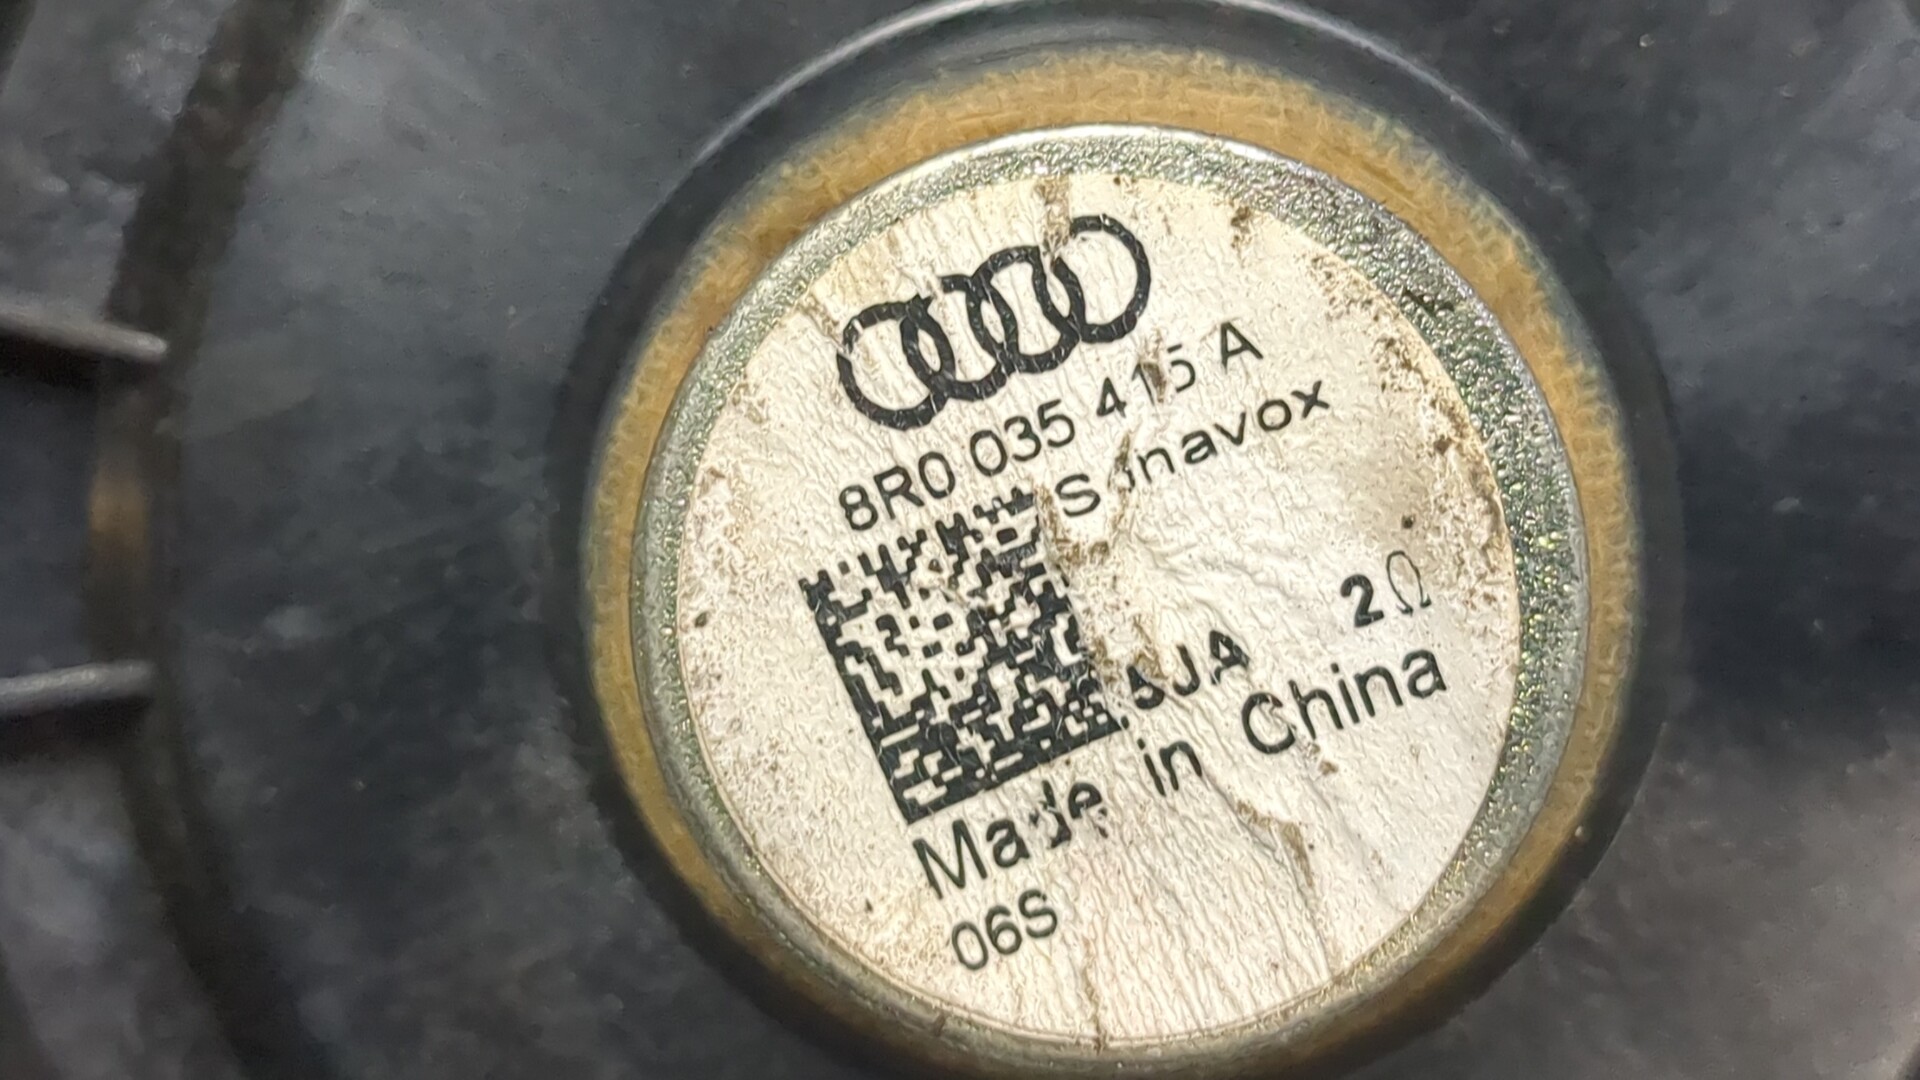 8R0 035 415 A
Sonavox
2Ω
Made in China
06S